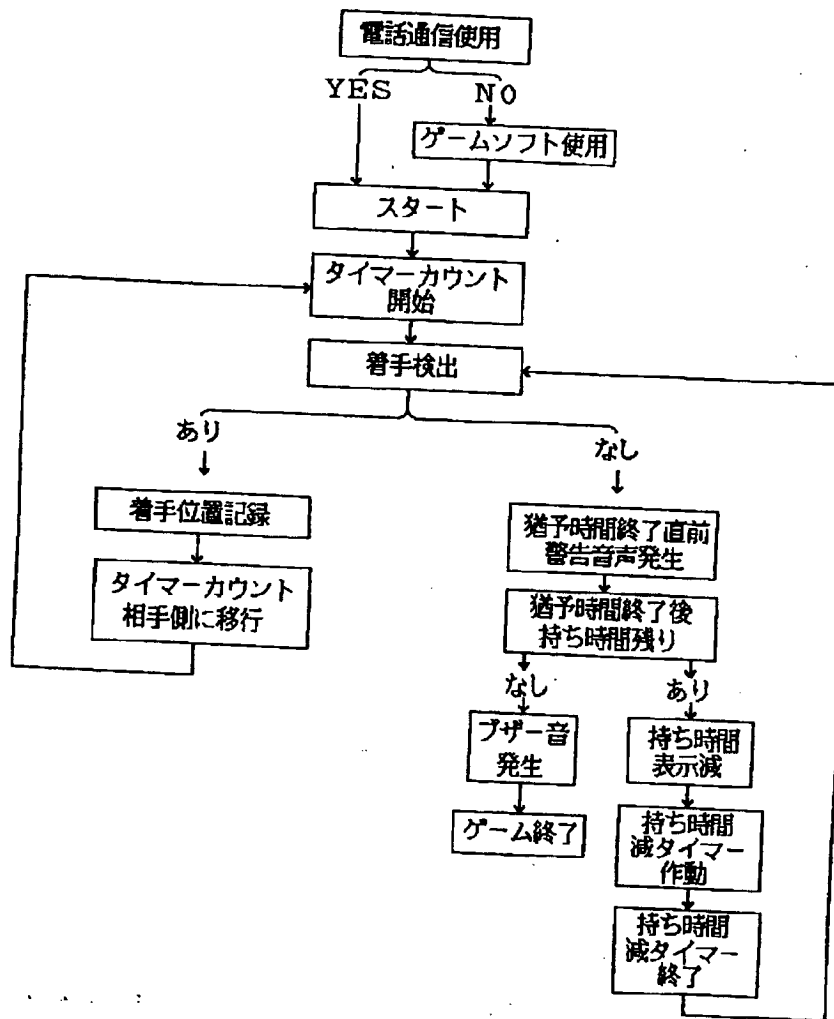 電話通信使用
YES
NO
ゲームソフト使用
スタート
タイマーカウント
開始
着手検出
あり
なし
着手位置記録
タイマーカウント
相手側に移行
猶予時間終了直前
警告音声発生
猶予時間終了後
持ち時間残り
なし
あり
ブザー音
発生
ゲーム終了
持ち時間
表示減
持ち時間
減タイマー
作動
持ち時間
減タイマー
終了